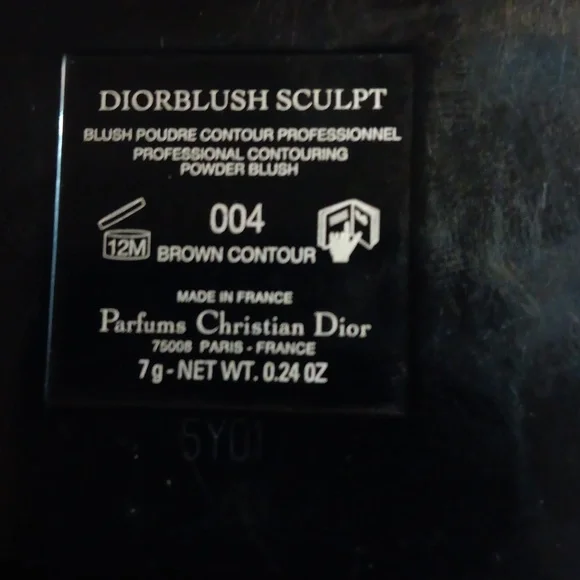 DIORBLUSH SCULPT
BLUSH POUDRE CONTOUR PROFESSIONNEL
PROFESSIONAL CONTOURING
POWDER BLUSH
004
12M
BROWN CONTOUR
MADE IN FRANCE
Parfums Christian Dior
75008 PARIS - FRANCE
7 g - NET WT. 0.24 OZ
5Y01